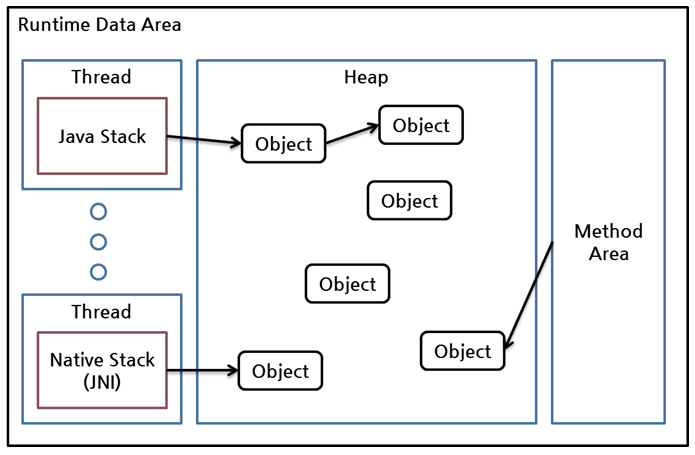 Runtime Data Area
Thread
Java Stack
Heap
Object
Object
Object
Object
Object
Object
Method
Area
Thread
Native Stack
(JNI)